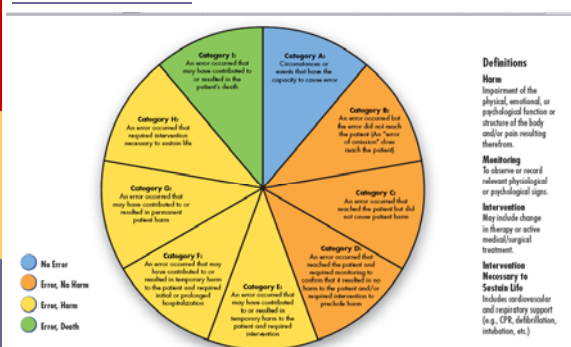 Category A:
Circumstances or
events that have the
capacity to cause error
Category B:
An error occurred but
the error did not reach
the patient (An "error
of omission" does
reach the patient)
Category C:
An error occurred that
reached the patient but did
not cause patient harm
Category D:
An error occurred that
reached the patient and
required monitoring to
confirm that it resulted in no
harm to the patient and/or
required intervention to
preclude harm
Category E:
An error occurred that
may have contributed
to or resulted in
temporary harm to the
patient and required
intervention
Category F:
An error occurred that may
have contributed to or
resulted in temporary harm
to the patient and required
initial or prolonged
hospitalization
Category G:
An error occurred that
may have contributed to or
resulted in permanent
patient harm
Category H:
An error occurred that
required intervention
necessary to sustain life
Category I:
An error occurred that
may have contributed to
or resulted in the
patient's death
No Error
Error, No Harm
Error, Harm
Error, Death
Definitions
Harm
Impairment of the
physical, emotional, or
psychological function or
structure of the body
and/or pain resulting
therefrom.
Monitoring
To observe or record
relevant physiological
or psychological signs.
Intervention
May include change
in therapy or active
medical/surgical
treatment.
Intervention
Necessary to
Sustain Life
Includes cardiovascular
and respiratory support
(e.g., CPR, defibrillation,
intubation, etc.)